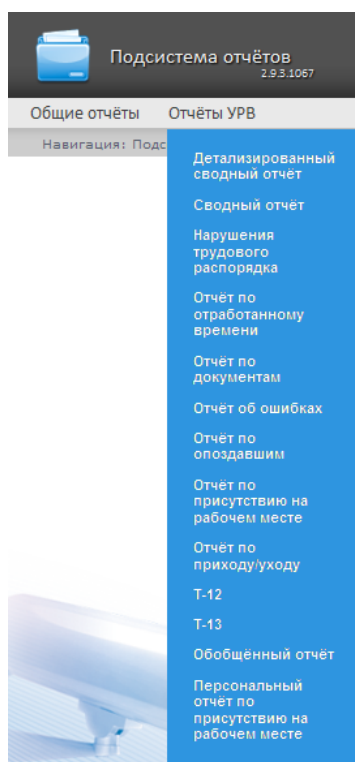 Подсистема отчётов
2.9.3.1067
Общие отчёты Отчёты УРВ
Навигация: Подс
Детализированный
сводный отчёт
Сводный отчёт
Нарушения
трудового
распорядка
Отчёт по
отработанному
времени
Отчёт по
документам
Отчёт об ошибках
Отчёт по
опоздавшим
Отчёт по
присутствию на
рабочем месте
Отчёт по
приходу/уходу
Т-12
Т-13
Обобщённый отчёт
Персональный
отчёт по
присутствию на
рабочем месте